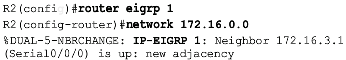 R2(config)#router eigrp 1
R2(config-router)#network 172.16.0.0
%DUAL-5-NBRCHANGE: IP-EIGRP 1: Neighbor 172.16.3.1
(Serial0/0/0) is up: new adjacency